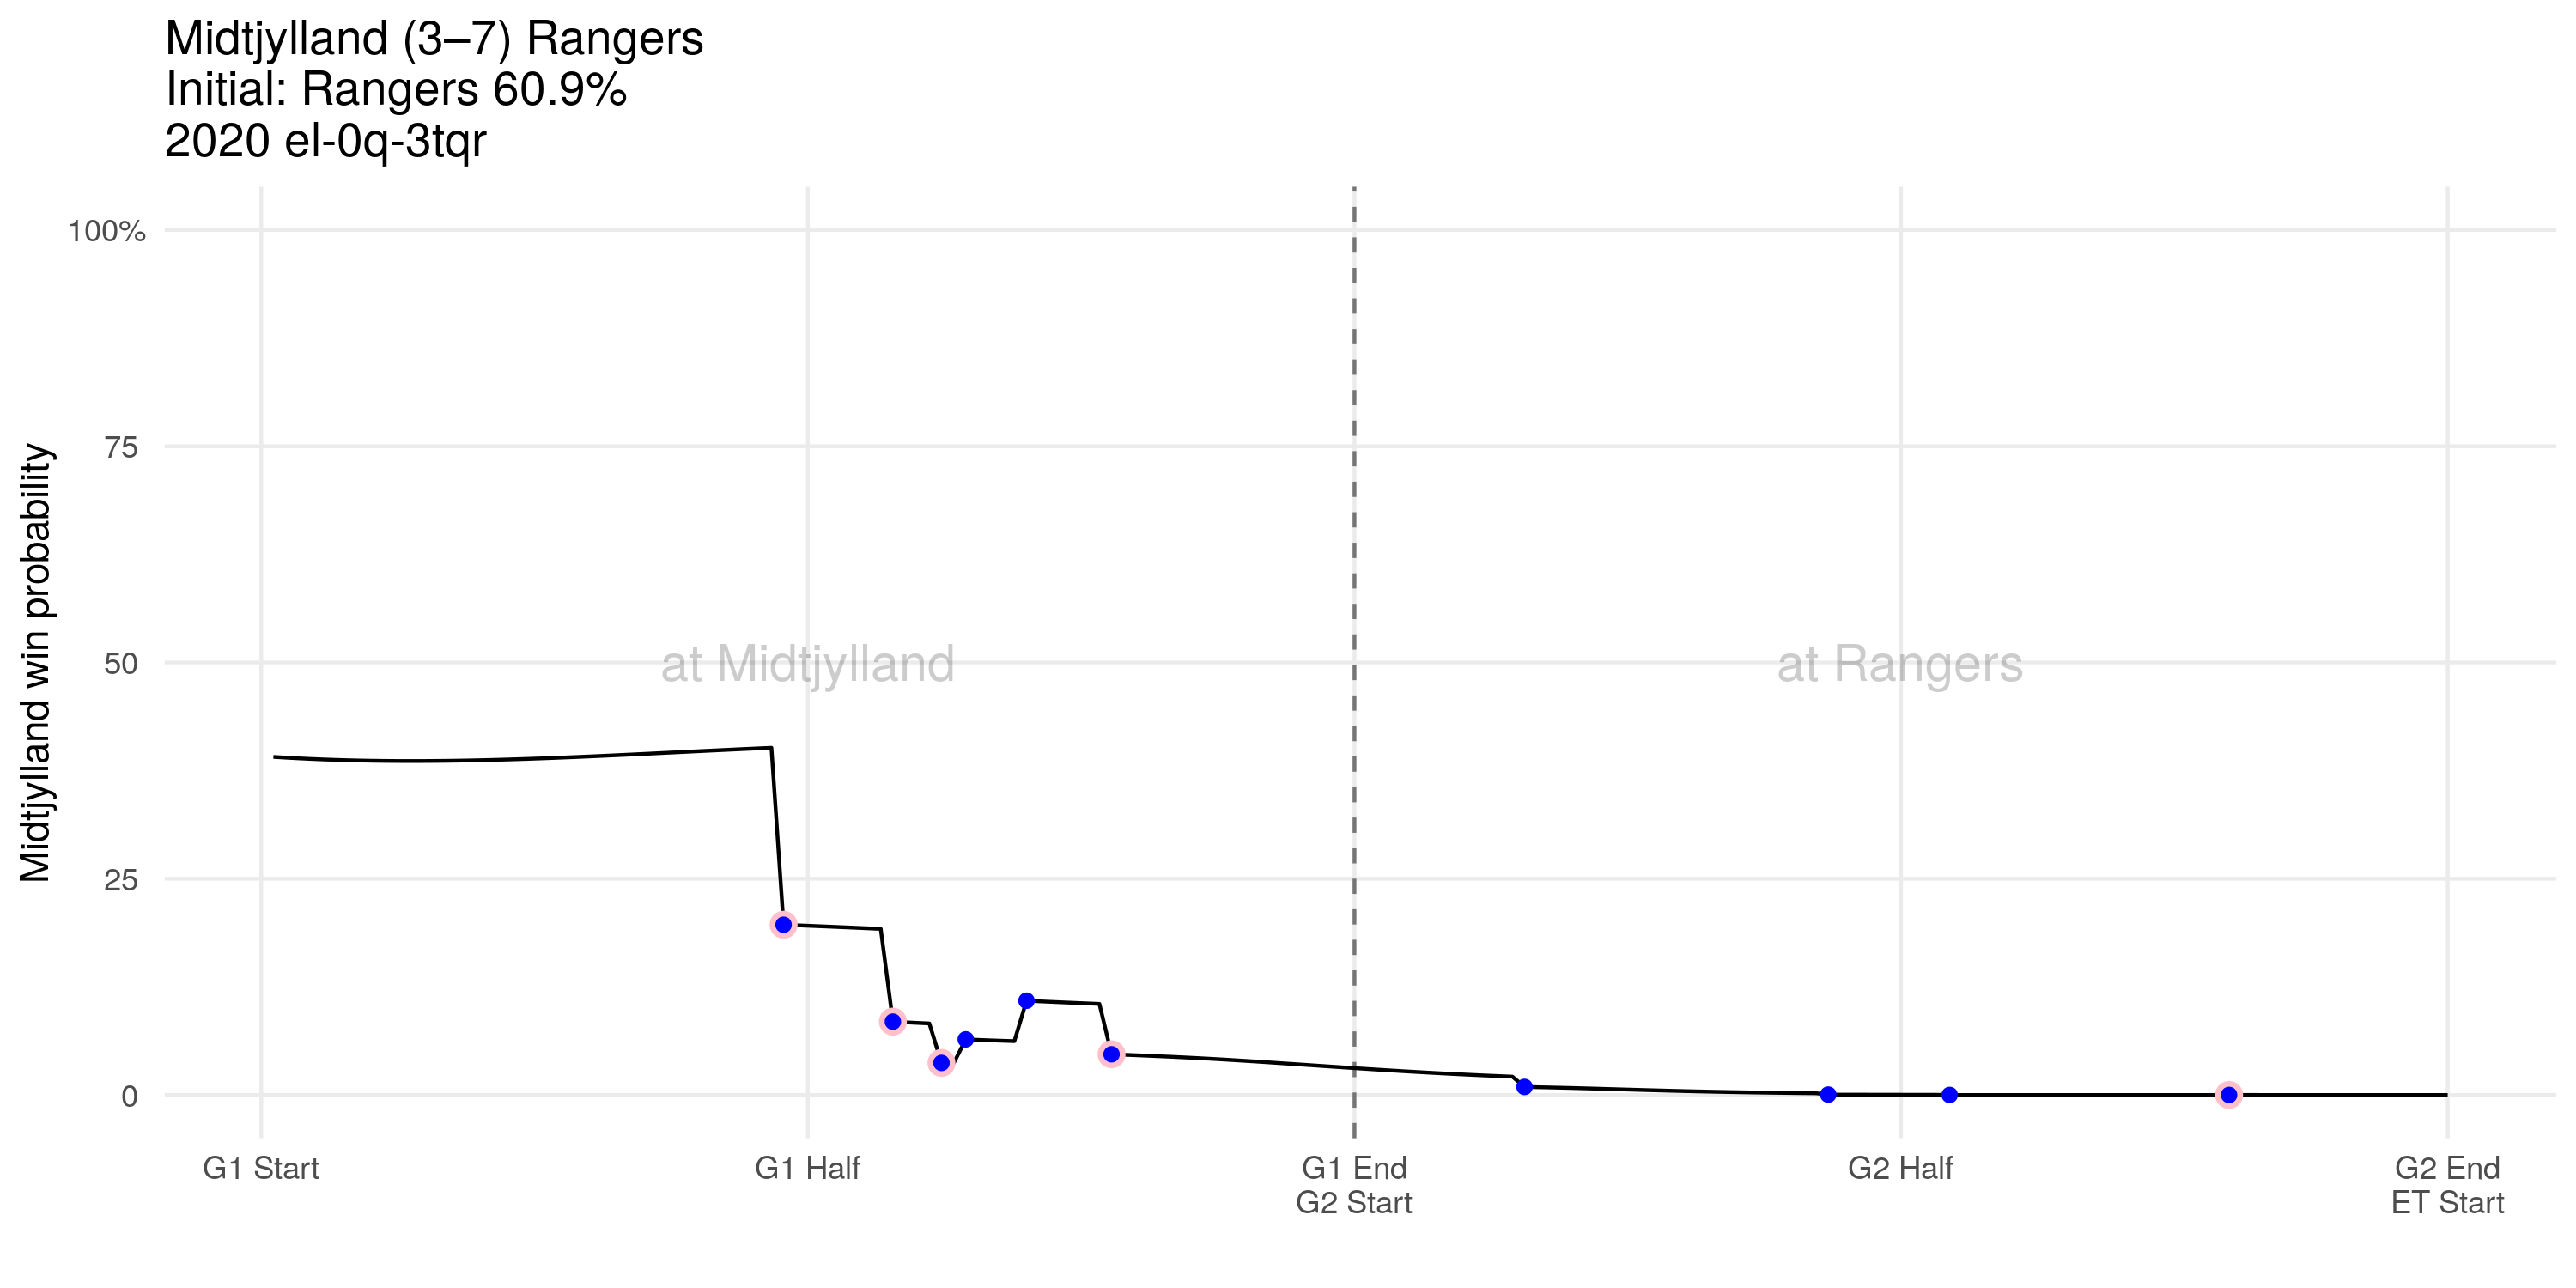 Midtjylland (3–7) Rangers
Initial: Rangers 60.9%
2020 el-0q-3tqr
Midtjylland win probability
100%
75
50
25
0
at Midtjylland
at Rangers
G1 Start
G1 Half
G1 End
G2 Start
G2 Half
G2 End
ET Start